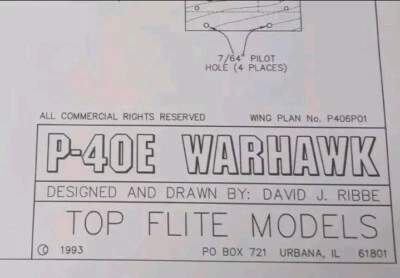 7/64" PILOT
HOLE (4 PLACES)
ALL COMMERCIAL RIGHTS RESERVED WING PLAN No. P406P01
P-40E WARHAWK
DESIGNED AND DRAWN BY: DAVID J. RIBBE
TOP FLITE MODELS
© 1993 PO BOX 721 URBANA, IL 61801